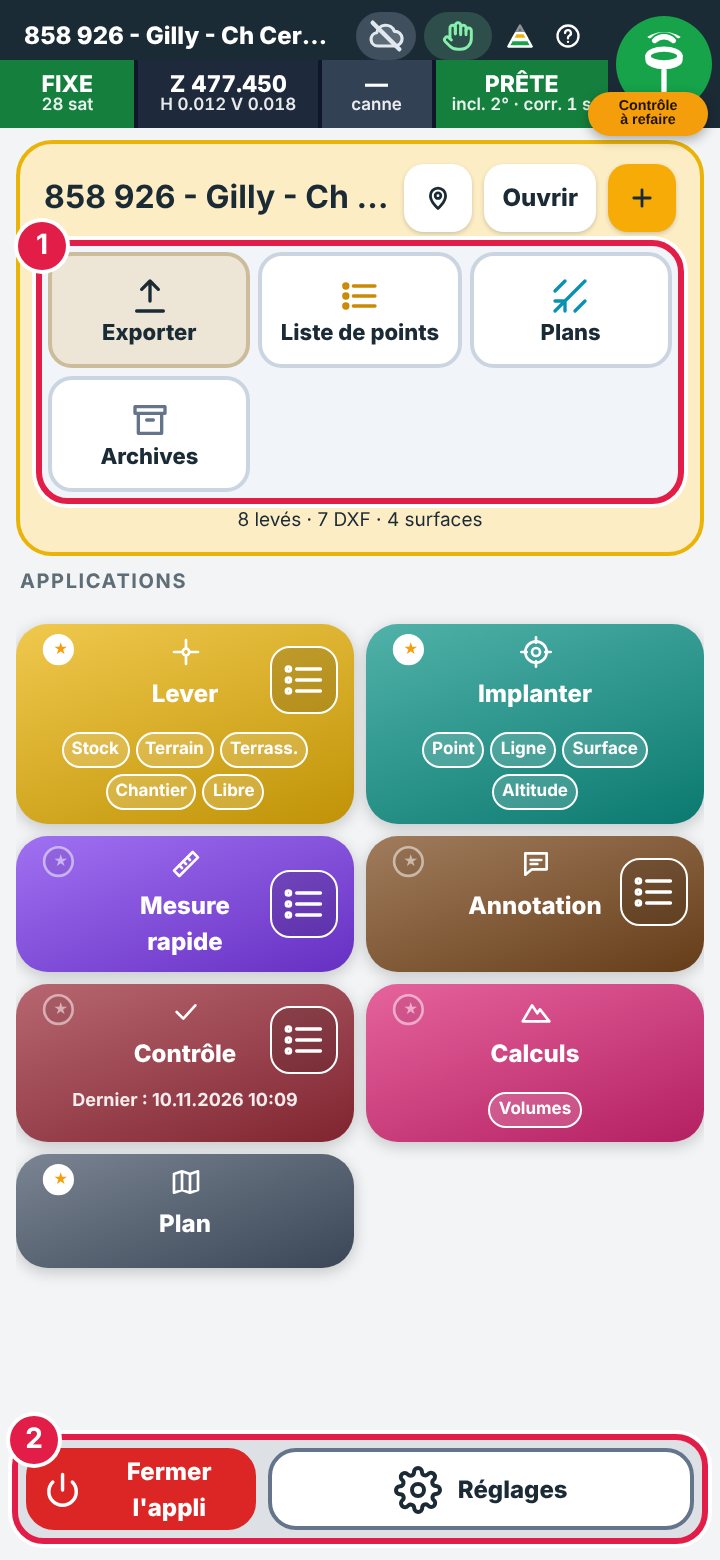 858 926 - Gilly - Ch Cer...
FIXE
28 sat
Z 477.450
H 0.012 V 0.018
—
canne
PRÊTE
incl. 2° · corr. 1 s
Contrôle
à refaire
858 926 - Gilly - Ch ...
Ouvrir
+
1
Exporter
Liste de points
Plans
Archives
8 levés · 7 DXF · 4 surfaces
APPLICATIONS
Lever
Stock
Terrain
Terrass.
Chantier
Libre
Implanter
Point
Ligne
Surface
Altitude
Mesure
rapide
Annotation
Contrôle
Dernier : 10.11.2026 10:09
Calculs
Volumes
Plan
2
Fermer
l'appli
Réglages